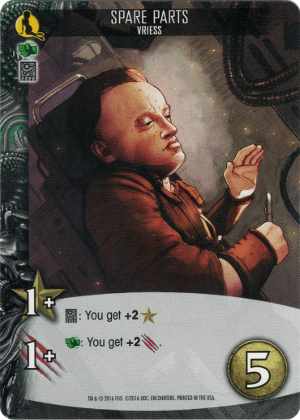 SPARE PARTS
VRIESS
1+
: You get +2
1+
: You get +2 .
5
TM & © 2016 FOX. ©2016 UDC. ENCOUNTERS. PRINTED IN THE USA.